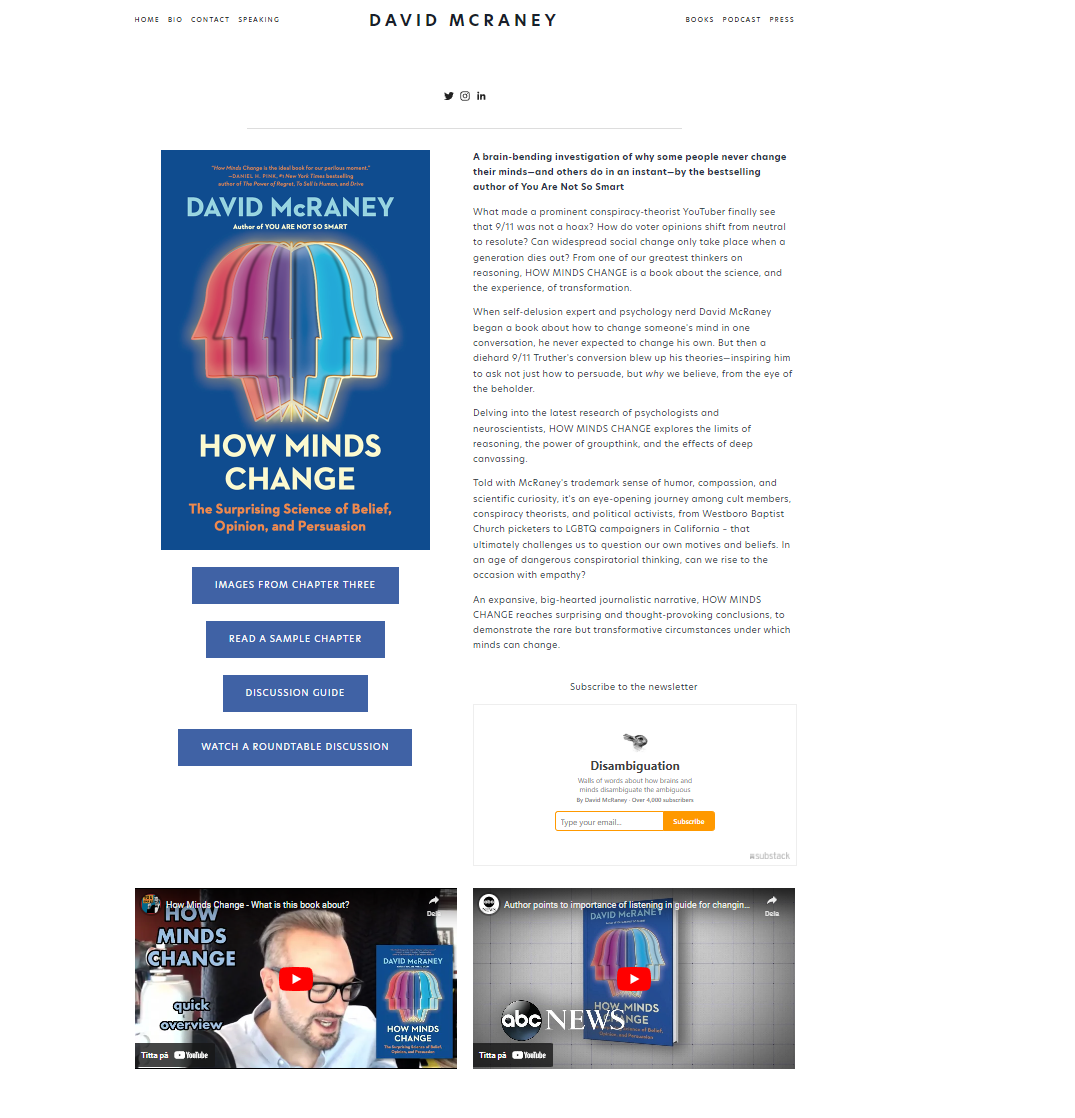 HOME BIO CONTACT SPEAKING
DAVID MCRANEY
BOOKS PODCAST PRESS
"How Minds Change is the ideal book for our perilous moment."
—DANIEL H. PINK, #1 New York Times bestselling
author of The Power of Regret, To Sell Is Human, and Drive
DAVID McRANEY
Author of YOU ARE NOT SO SMART
HOW MINDS
CHANGE
The Surprising Science of Belief,
Opinion, and Persuasion
IMAGES FROM CHAPTER THREE
READ A SAMPLE CHAPTER
DISCUSSION GUIDE
WATCH A ROUNDTABLE DISCUSSION
A brain-bending investigation of why some people never change
their minds—and others do in an instant—by the bestselling
author of You Are Not So Smart
What made a prominent conspiracy-theorist YouTuber finally see
that 9/11 was not a hoax? How do voter opinions shift from neutral
to resolute? Can widespread social change only take place when a
generation dies out? From one of our greatest thinkers on
reasoning, HOW MINDS CHANGE is a book about the science, and
the experience, of transformation.
When self-delusion expert and psychology nerd David McRaney
began a book about how to change someone's mind in one
conversation, he never expected to change his own. But then a
diehard 9/11 Truther's conversion blew up his theories—inspiring him
to ask not just how to persuade, but why we believe, from the eye of
the beholder.
Delving into the latest research of psychologists and
neuroscientists, HOW MINDS CHANGE explores the limits of
reasoning, the power of groupthink, and the effects of deep
canvassing.
Told with McRaney's trademark sense of humor, compassion, and
scientific curiosity, it's an eye-opening journey among cult members,
conspiracy theorists, and political activists, from Westboro Baptist
Church picketers to LGBTQ campaigners in California – that
ultimately challenges us to question our own motives and beliefs. In
an age of dangerous conspiratorial thinking, can we rise to the
occasion with empathy?
An expansive, big-hearted journalistic narrative, HOW MINDS
CHANGE reaches surprising and thought-provoking conclusions, to
demonstrate the rare but transformative circumstances under which
minds can change.
Subscribe to the newsletter
Disambiguation
Walls of words about how brains and
minds disambiguate the ambiguous
By David McRaney · Over 4,000 subscribers
Type your email...
Subscribe
substack
How Minds Change - What is this book about?
Dela
HOW
MINDS
CHANGE
quick
overview
DAVID McRANEY
HOW MINDS
CHANGE
The Surprising Science of Belief,
Opinion, and Persuasion
Titta på YouTube
Author points to importance of listening in guide for changin...
Dela
DAVID McRANEY
HOW MINDS
CHANGE
abc NEWS
Opinion, and Persuasion
Titta på YouTube